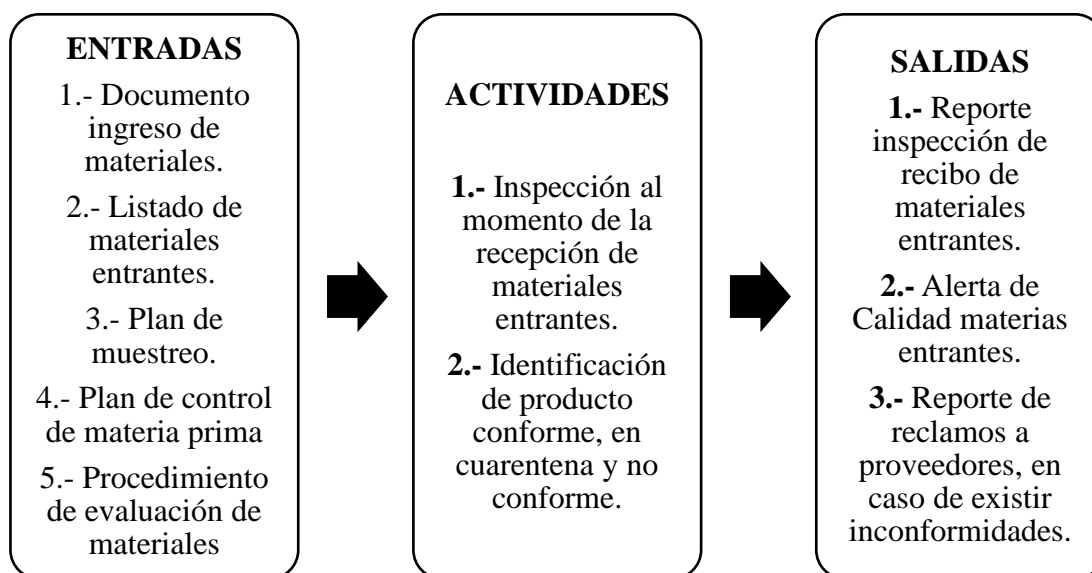 ENTRADAS
1.- Documento
ingreso de
materiales.
2.- Listado de
materiales
entrantes.
3.- Plan de
muestreo.
4.- Plan de control
de materia prima
5.- Procedimiento
de evaluación de
materiales
ACTIVIDADES
1.- Inspección al
momento de la
recepción de
materiales
entrantes.
2.- Identificación
de producto
conforme, en
cuarentena y no
conforme.
SALIDAS
1.- Reporte
inspección de
recibo de
materiales
entrantes.
2.- Alerta de
Calidad materias
entrantes.
3.- Reporte de
reclamos a
proveedores, en
caso de existir
inconformidades.